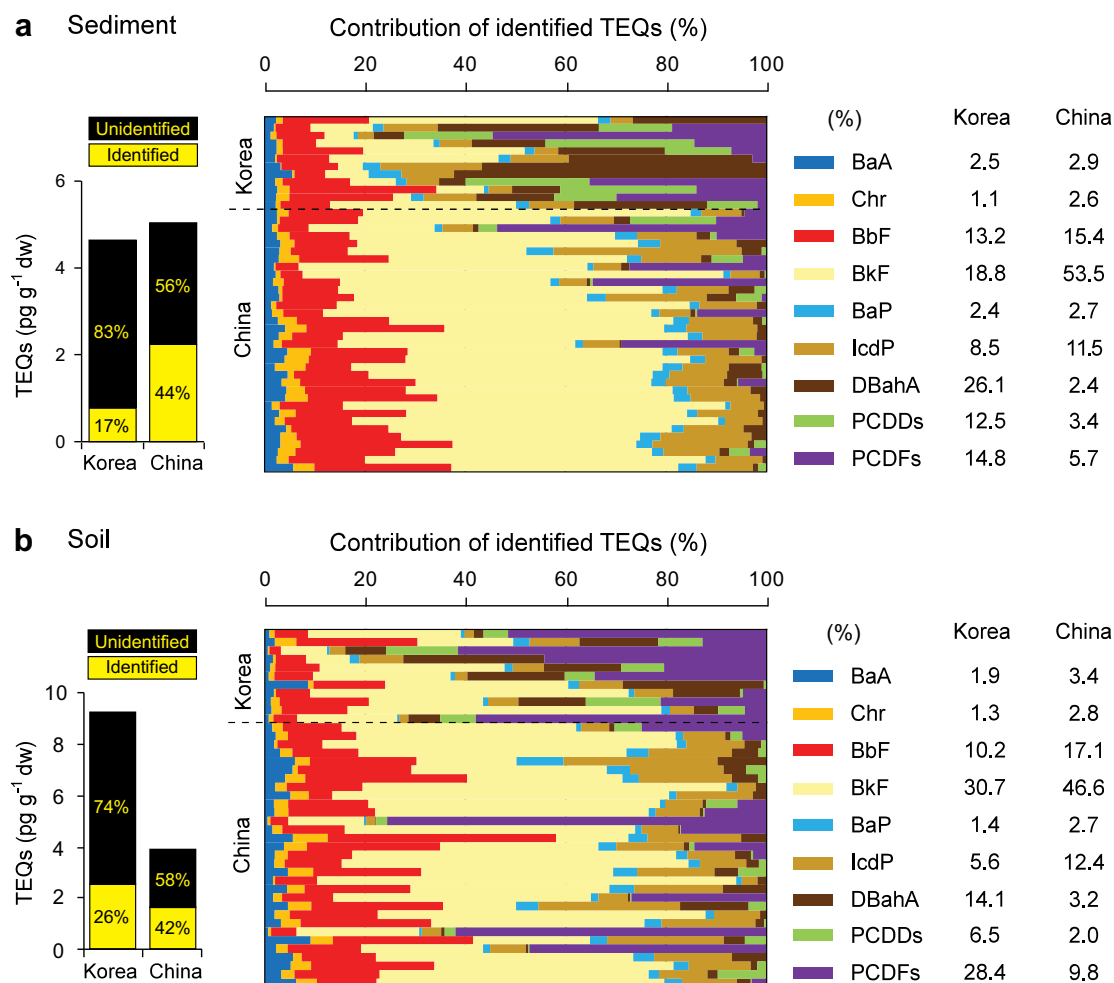 a Sediment
Contribution of identified TEQs (%)
0 20 40 60 80 100
Unidentified
Identified
(%) Korea China
BaA 2.5 2.9
Chr 1.1 2.6
BbF 13.2 15.4
BkF 18.8 53.5
BaP 2.4 2.7
IcdP 8.5 11.5
DBahA 26.1 2.4
PCDDs 12.5 3.4
PCDFs 14.8 5.7
TEQs (pg g⁻¹ dw)
6
4
2
0
83%
17%
56%
44%
Korea China
Korea
China
b Soil
Contribution of identified TEQs (%)
0 20 40 60 80 100
Unidentified
Identified
(%) Korea China
BaA 1.9 3.4
Chr 1.3 2.8
BbF 10.2 17.1
BkF 30.7 46.6
BaP 1.4 2.7
IcdP 5.6 12.4
DBahA 14.1 3.2
PCDDs 6.5 2.0
PCDFs 28.4 9.8
TEQs (pg g⁻¹ dw)
10
8
6
4
2
0
74%
26%
58%
42%
Korea China
Korea
China